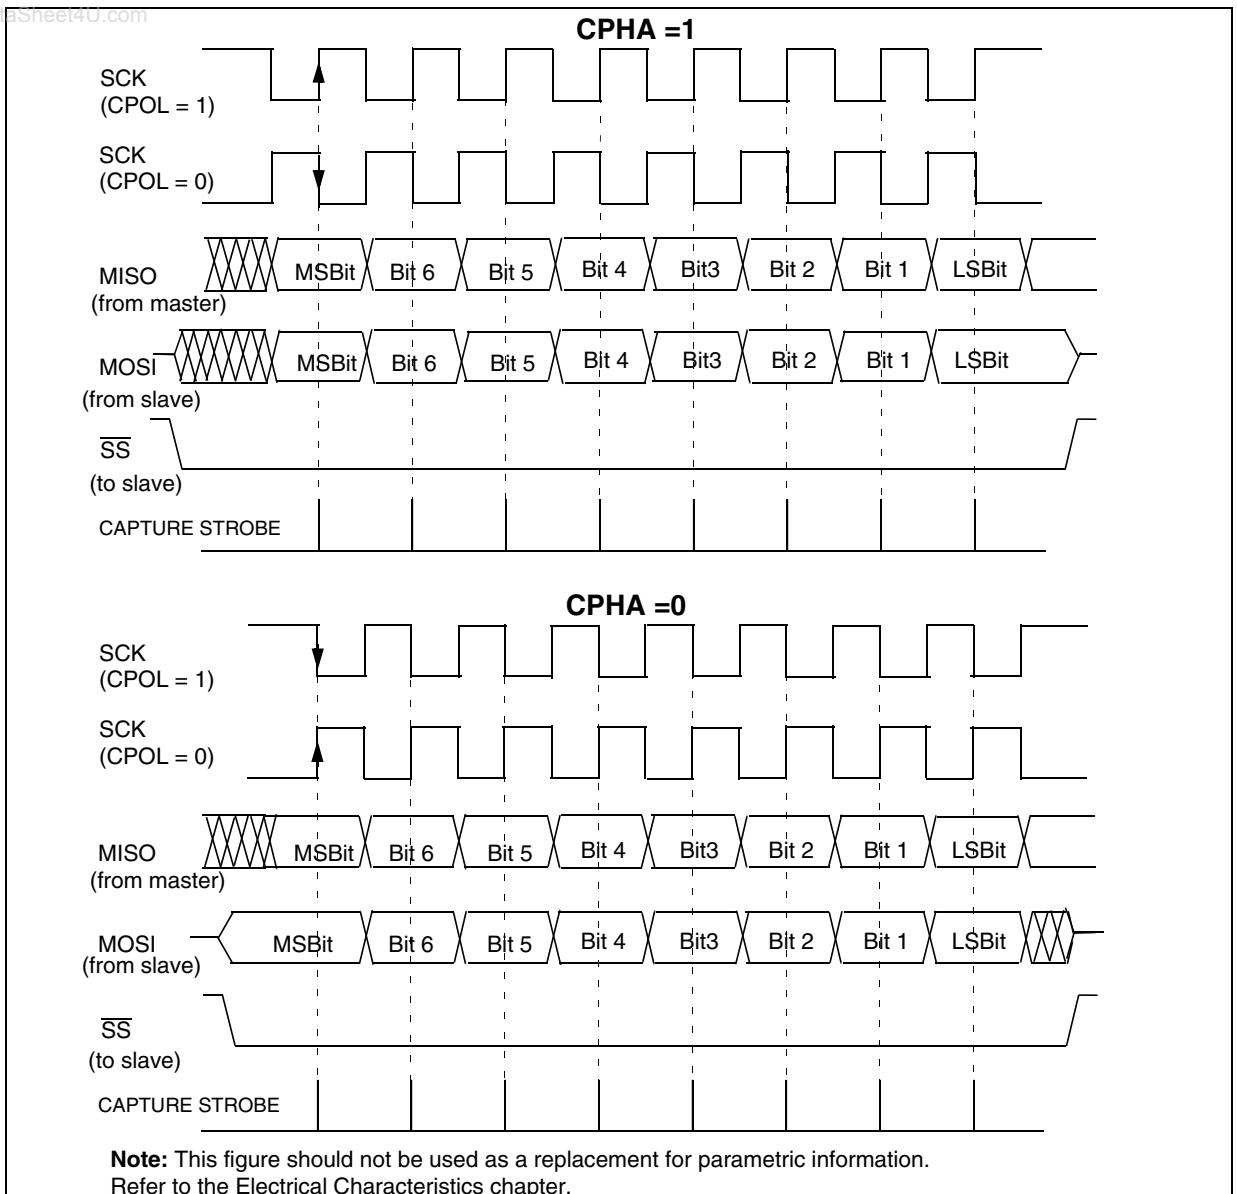 taSheet4U.com
CPHA =1
SCK
(CPOL = 1)
SCK
(CPOL = 0)
MISO
(from master)
MSBit Bit 6 Bit 5 Bit 4 Bit3 Bit 2 Bit 1 LSBit
MOSI
(from slave)
MSBit Bit 6 Bit 5 Bit 4 Bit3 Bit 2 Bit 1 LSBit
SS
(to slave)
CAPTURE STROBE
CPHA =0
SCK
(CPOL = 1)
SCK
(CPOL = 0)
MISO
(from master)
MSBit Bit 6 Bit 5 Bit 4 Bit3 Bit 2 Bit 1 LSBit
MOSI
(from slave)
MSBit Bit 6 Bit 5 Bit 4 Bit3 Bit 2 Bit 1 LSBit
SS
(to slave)
CAPTURE STROBE
Note: This figure should not be used as a replacement for parametric information.
Refer to the Electrical Characteristics chapter.